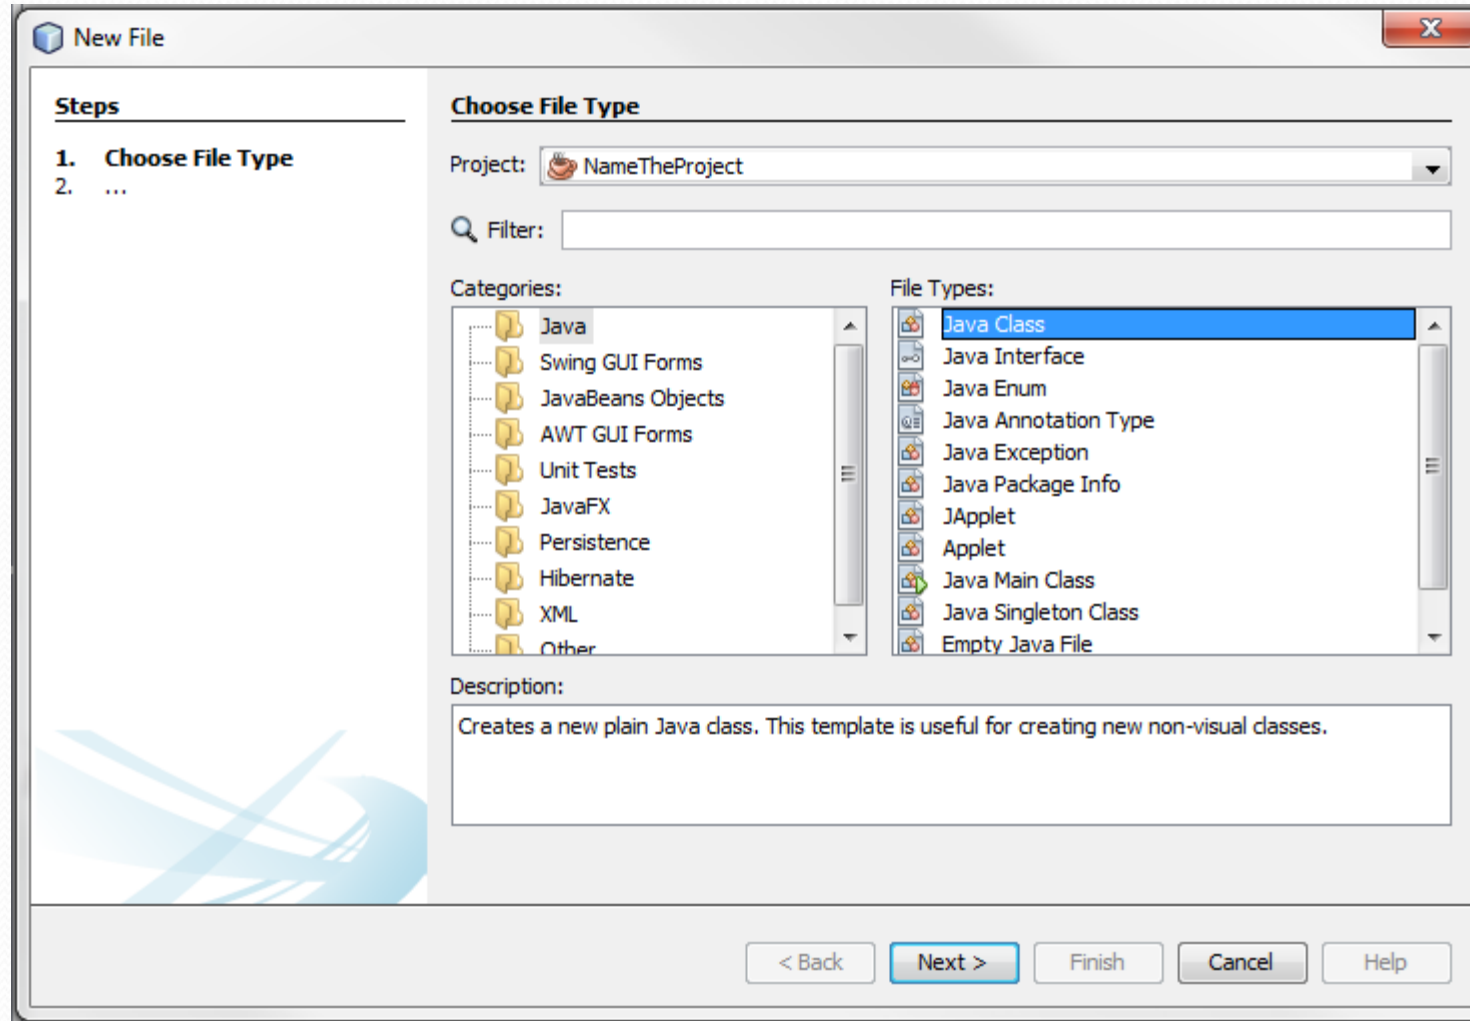 New File
x
Steps
1. Choose File Type
2. ...
Choose File Type
Project: NameTheProject
Filter:
Categories:
Java
Swing GUI Forms
JavaBeans Objects
AWT GUI Forms
Unit Tests
JavaFX
Persistence
Hibernate
XML
Other
File Types:
Java Class
Java Interface
Java Enum
Java Annotation Type
Java Exception
Java Package Info
JApplet
Applet
Java Main Class
Java Singleton Class
Empty Java File
Description:
Creates a new plain Java class. This template is useful for creating new non-visual classes.
< Back Next > Finish Cancel Help